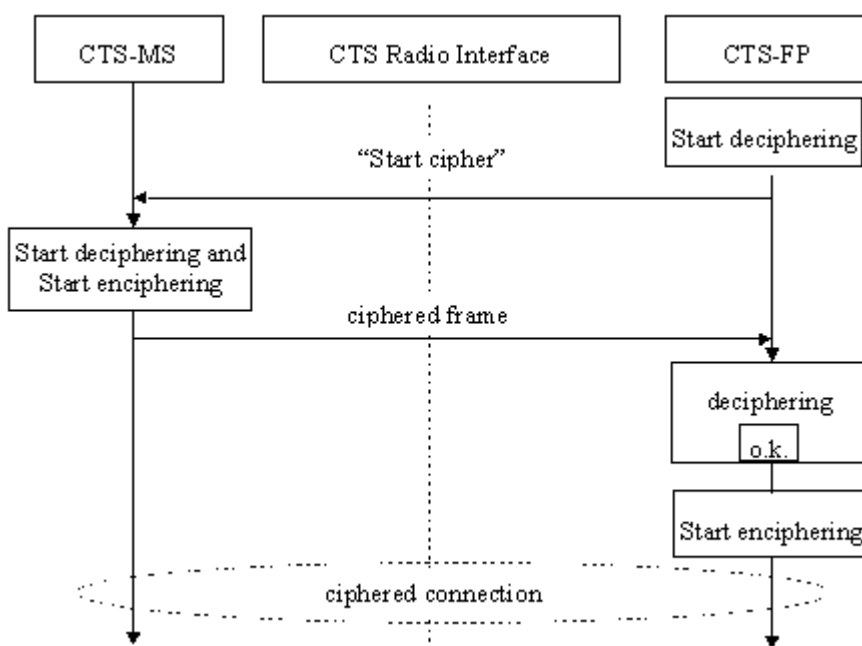 CTS-MS
CTS Radio Interface
CTS-FP
Start deciphering
“Start cipher”
Start deciphering and
Start enciphering
ciphered frame
deciphering
o.k.
Start enciphering
ciphered connection